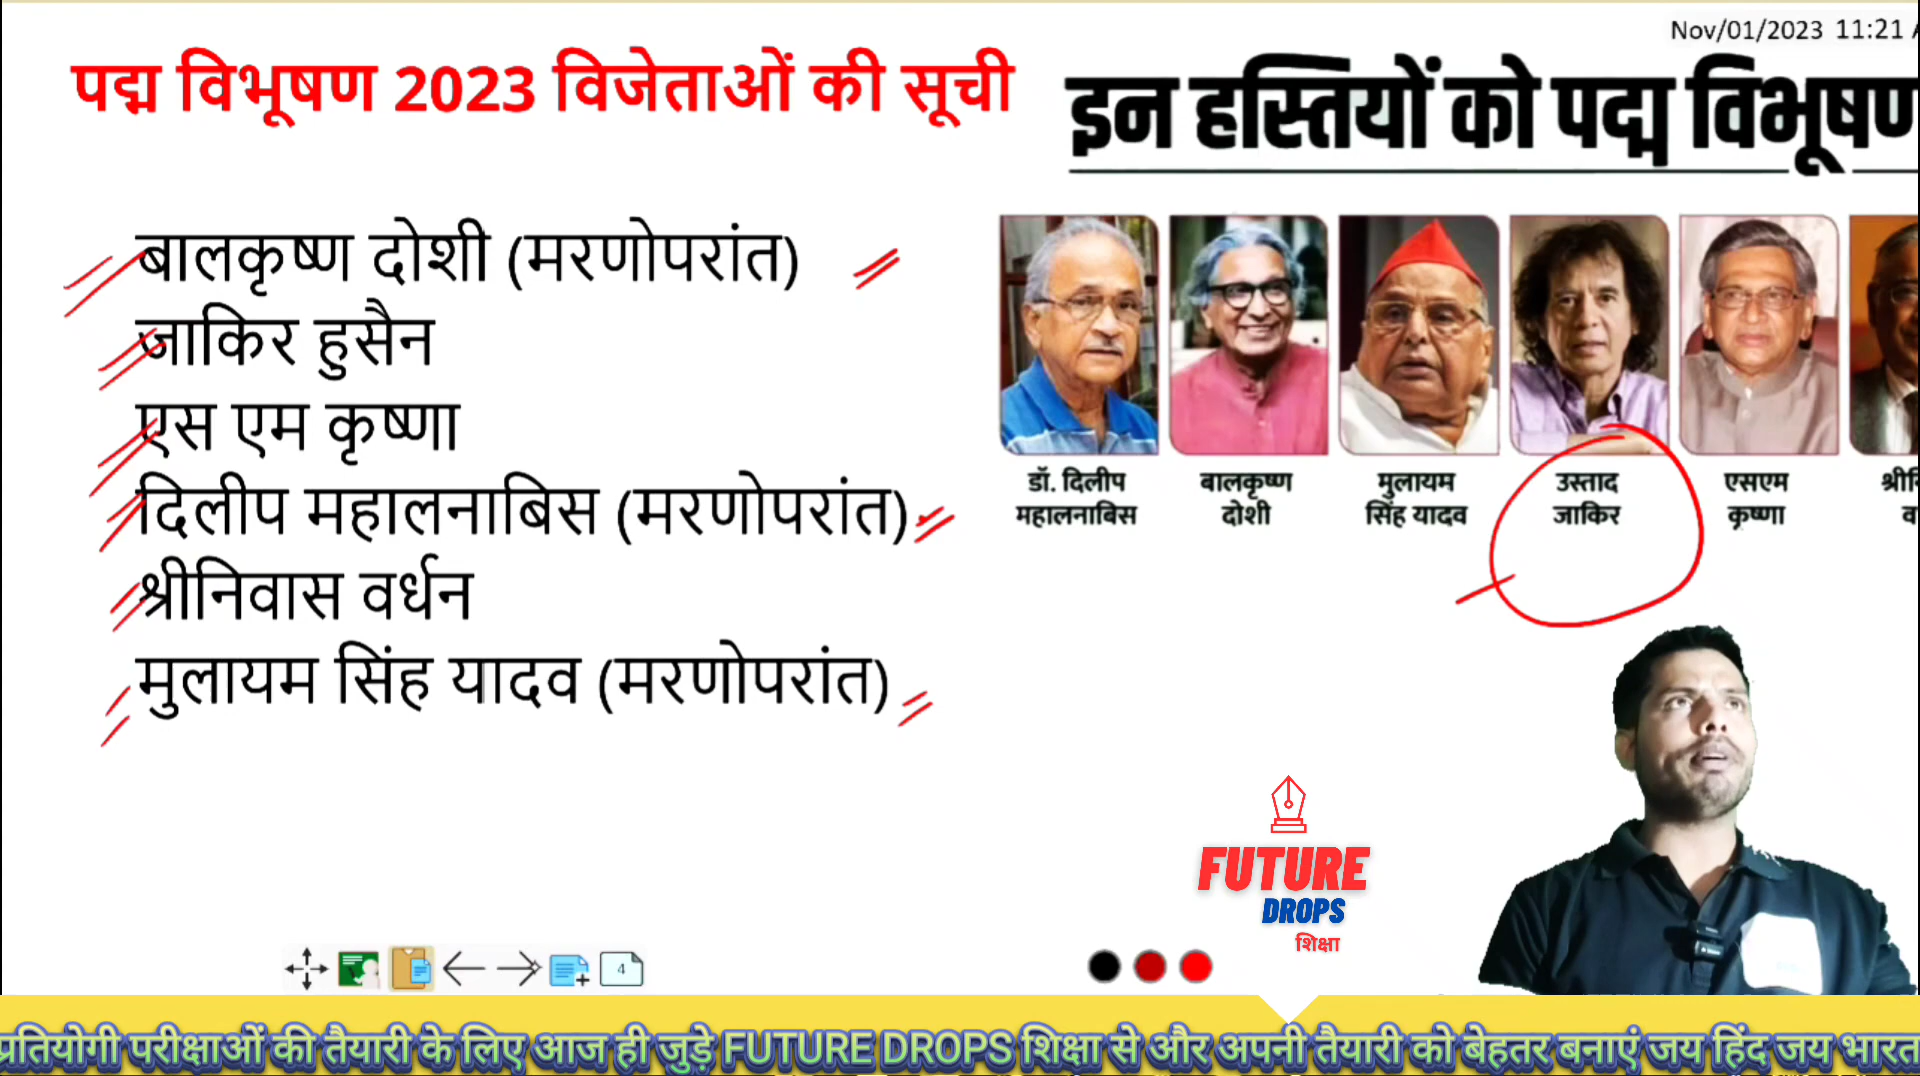 Nov/01/2023 11:21
पद्म विभूषण 2023 विजेताओं की सूची
इन हस्तियों को पद्म विभूषण
बालकृष्ण दोशी (मरणोपरांत)
जाकिर हुसैन
एस एम कृष्णा
दिलीप महालनाबिस (मरणोपरांत)
श्रीनिवास वर्धन
मुलायम सिंह यादव (मरणोपरांत)
डॉ. दिलीप
महालनाबिस
बालकृष्ण
दोशी
मुलायम
सिंह यादव
उस्ताद
जाकिर
एसएम
कृष्णा
FUTURE
DROPS
शिक्षा
4
प्रतियोगी परीक्षाओं की तैयारी के लिए आज ही जुड़े FUTURE DROPS शिक्षा से और अपनी तैयारी को बेहतर बनाएं जय हिंद जय भारत